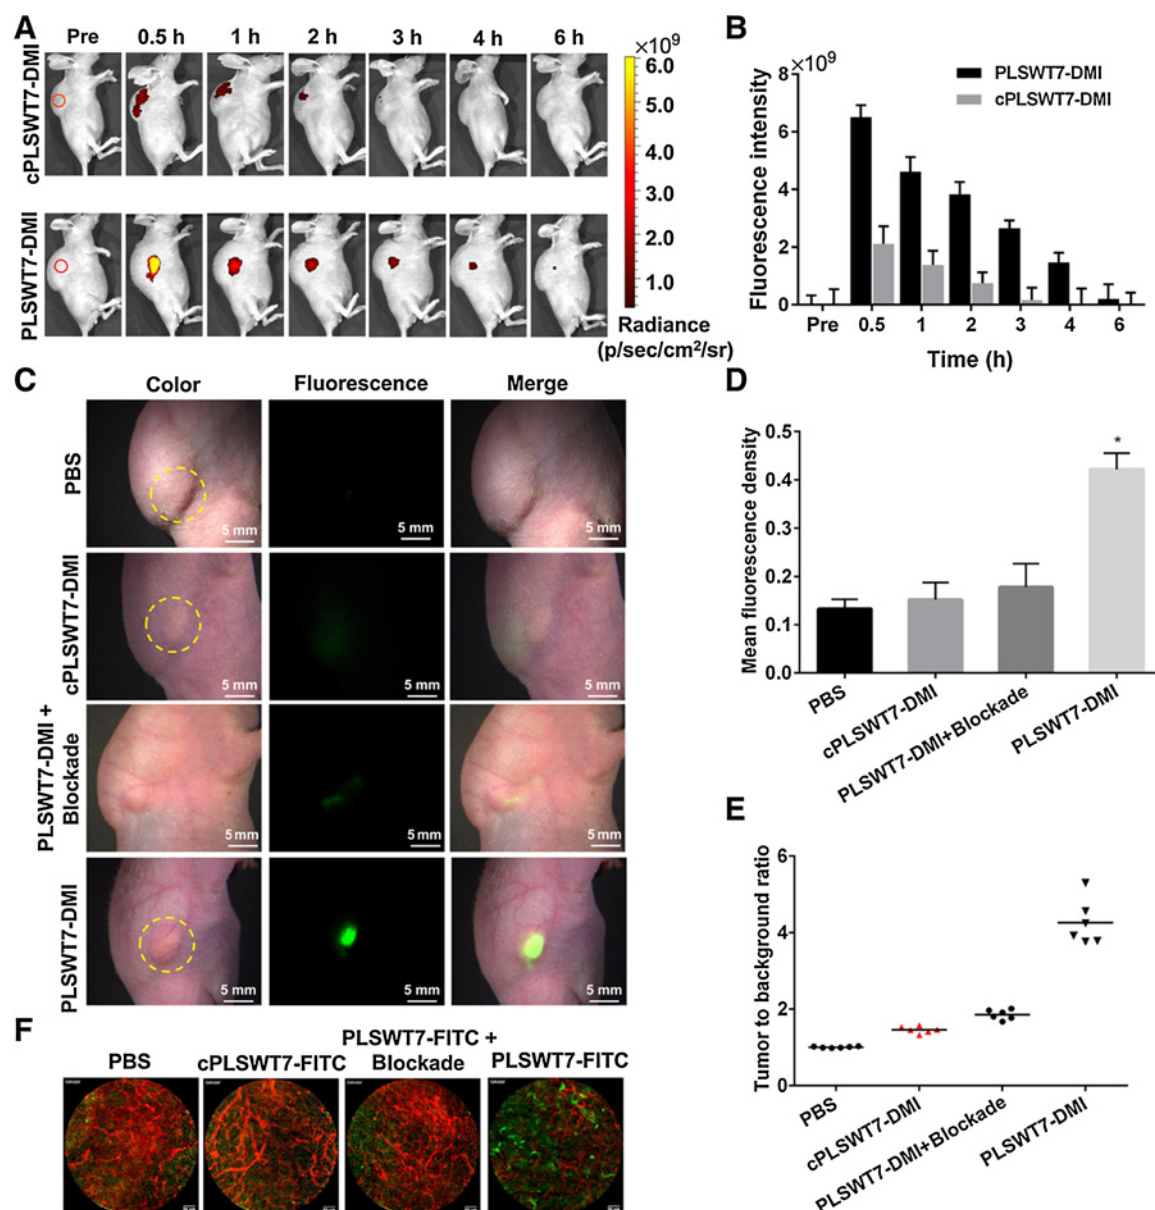 A
Pre 0.5 h 1 h 2 h 3 h 4 h 6 h
cPLSWT7-DMI
PLSWT7-DMI
×10⁹
6.0
5.0
4.0
3.0
2.0
1.0
Radiance
(p/sec/cm²/sr)
B
×10⁹
Fluorescence intensity
8
6
4
2
0
PLSWT7-DMI
cPLSWT7-DMI
Pre 0.5 1 2 3 4 6
Time (h)
C
Color Fluorescence Merge
PBS
5 mm 5 mm 5 mm
cPLSWT7-DMI
5 mm 5 mm 5 mm
PLSWT7-DMI +
Blockade
5 mm 5 mm 5 mm
PLSWT7-DMI
5 mm 5 mm 5 mm
D
Mean fluorescence density
0.5
0.4
0.3
0.2
0.1
0.0
*
PBS
cPLSWT7-DMI
PLSWT7-DMI+Blockade
PLSWT7-DMI
E
Tumor to background ratio
6
4
2
0
PBS
cPLSWT7-DMI
PLSWT7-DMI+Blockade
PLSWT7-DMI
F
PBS
cPLSWT7-FITC
PLSWT7-FITC +
Blockade
PLSWT7-FITC